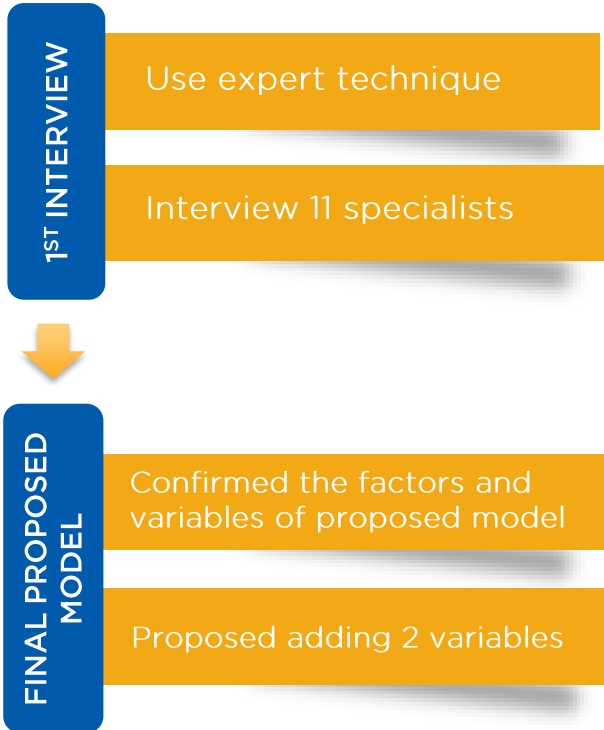 1ST INTERVIEW
Use expert technique
Interview 11 specialists
FINAL PROPOSED
MODEL
Confirmed the factors and
variables of proposed model
Proposed adding 2 variables